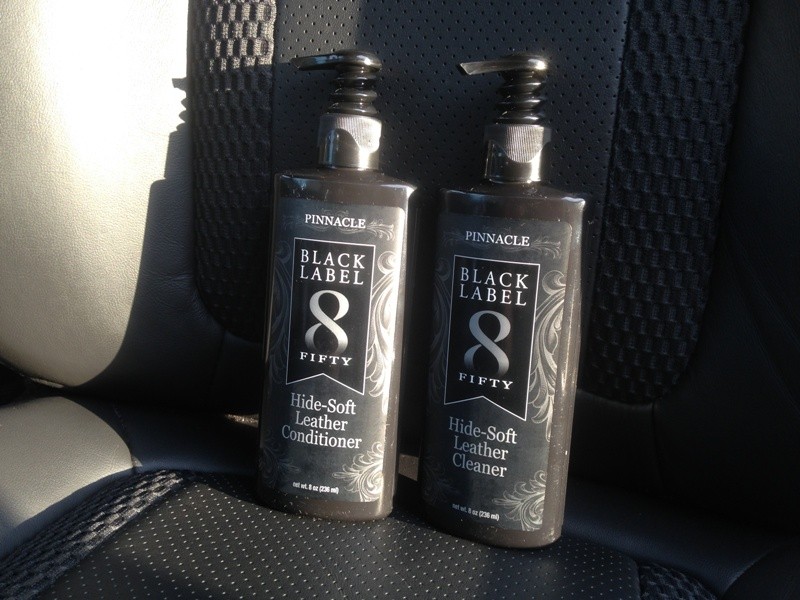 PINNACLE
BLACK
LABEL
8
FIFTY
Hide-Soft
Leather
Conditioner
net wt. 8 oz (236 ml)
PINNACLE
BLACK
LABEL
8
FIFTY
Hide-Soft
Leather
Cleaner
net wt. 8 oz (236 ml)